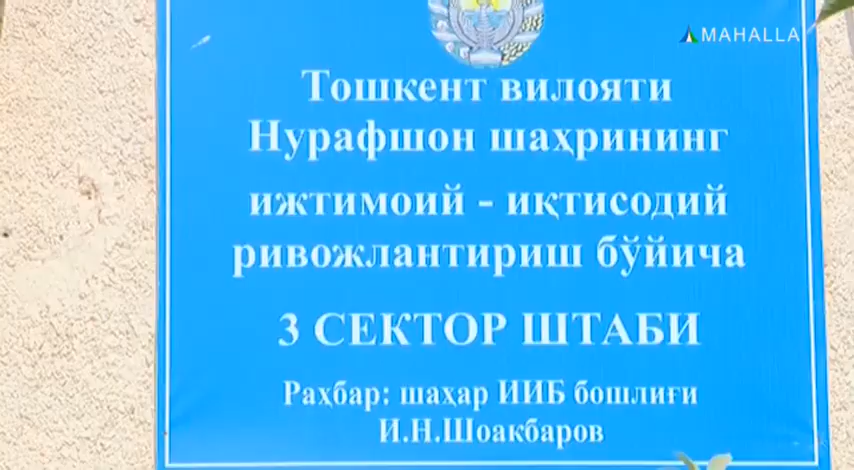 MAHALLA
Тошкент вилояти
Нурафшон шаҳрининг
ижтимоий - иқтисодий
ривожлантириш бўйича
3 СЕКТОР ШТАБИ
Раҳбар: шаҳар ИИБ бошлиғи
И.Н.Шоакбаров